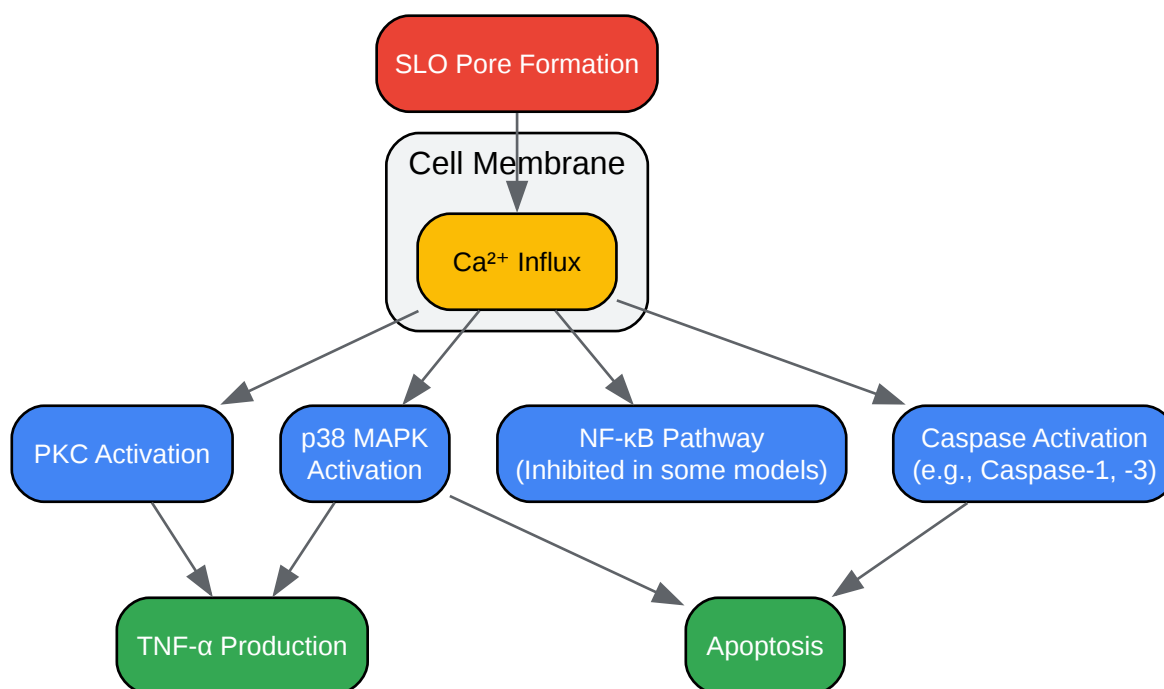 SLO Pore Formation
Cell Membrane
Ca²⁺ Influx
PKC Activation
p38 MAPK
Activation
NF-κB Pathway
(Inhibited in some models)
Caspase Activation
(e.g., Caspase-1, -3)
TNF-α Production
Apoptosis